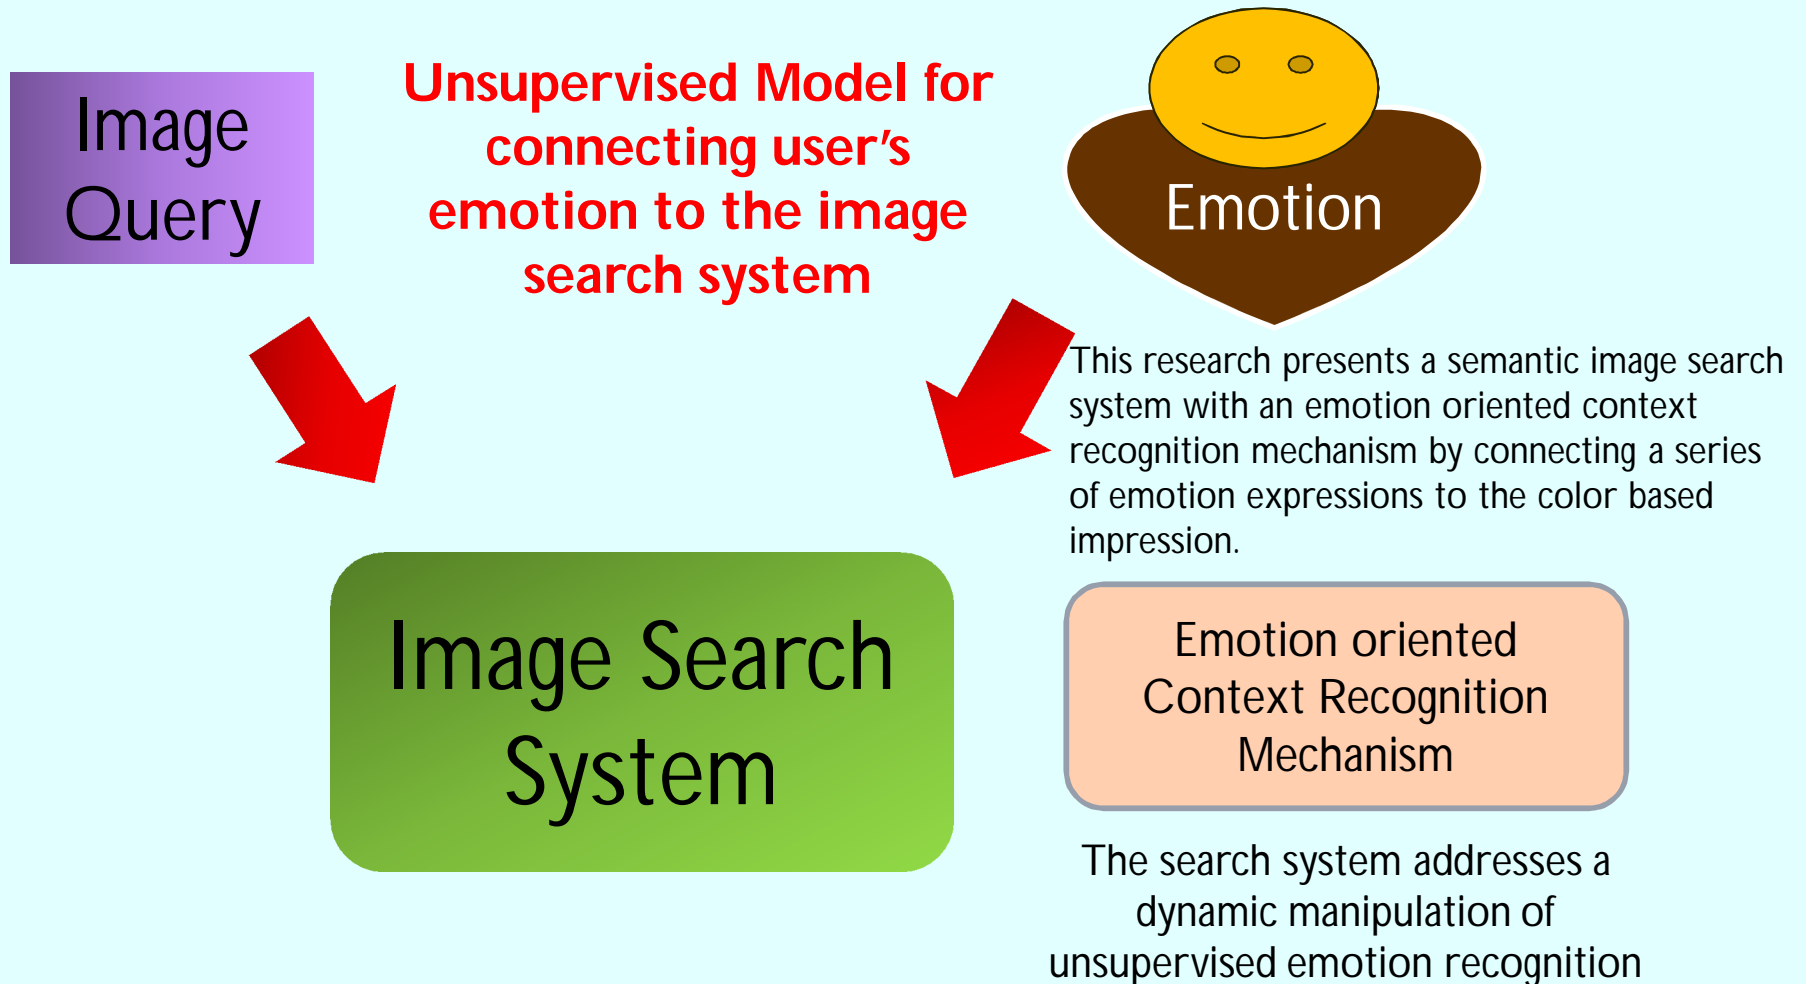 Image
Query
Unsupervised Model for
connecting user's
emotion to the image
search system
Emotion
This research presents a semantic image search
system with an emotion oriented context
recognition mechanism by connecting a series
of emotion expressions to the color based
impression.
Image Search
System
Emotion oriented
Context Recognition
Mechanism
The search system addresses a
dynamic manipulation of
unsupervised emotion recognition